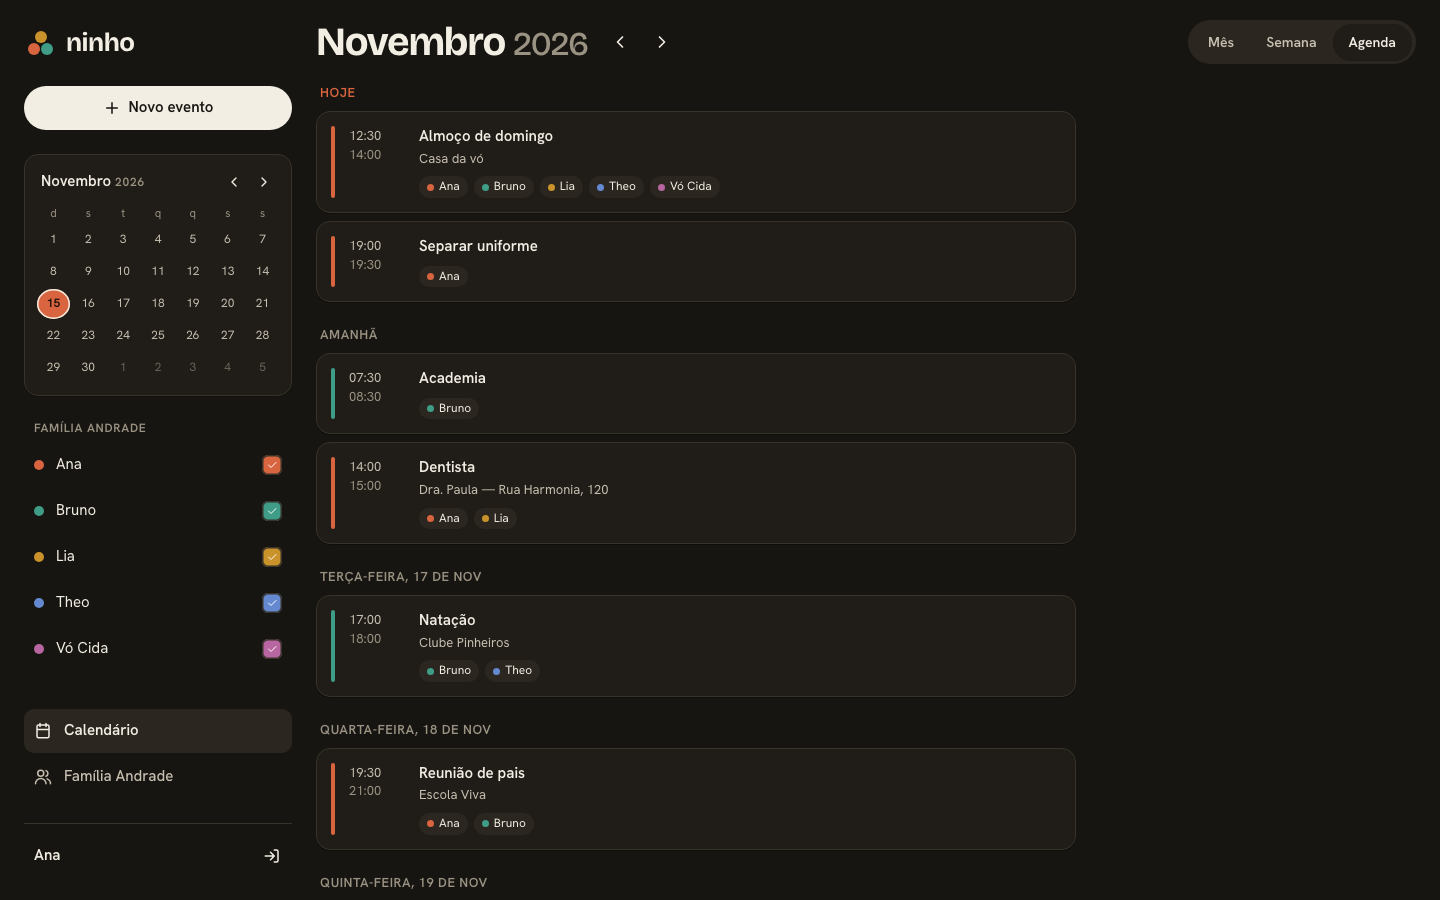 ninho
Novo evento
Novembro 2026
d s t q q s s
1 2 3 4 5 6 7
8 9 10 11 12 13 14
15 16 17 18 19 20 21
22 23 24 25 26 27 28
29 30 1 2 3 4 5
FAMÍLIA ANDRADE
Ana
Bruno
Lia
Theo
Vó Cida
Calendário
Família Andrade
Ana
Novembro 2026
Mês Semana Agenda
HOJE
12:30 Almoço de domingo
14:00 Casa da vó
Ana Bruno Lia Theo Vó Cida
19:00 Separar uniforme
19:30
Ana
AMANHÃ
07:30 Academia
08:30
Bruno
14:00 Dentista
15:00 Dra. Paula — Rua Harmonia, 120
Ana Lia
TERÇA-FEIRA, 17 DE NOV
17:00 Natação
18:00 Clube Pinheiros
Bruno Theo
QUARTA-FEIRA, 18 DE NOV
19:30 Reunião de pais
21:00 Escola Viva
Ana Bruno
QUINTA-FEIRA, 19 DE NOV